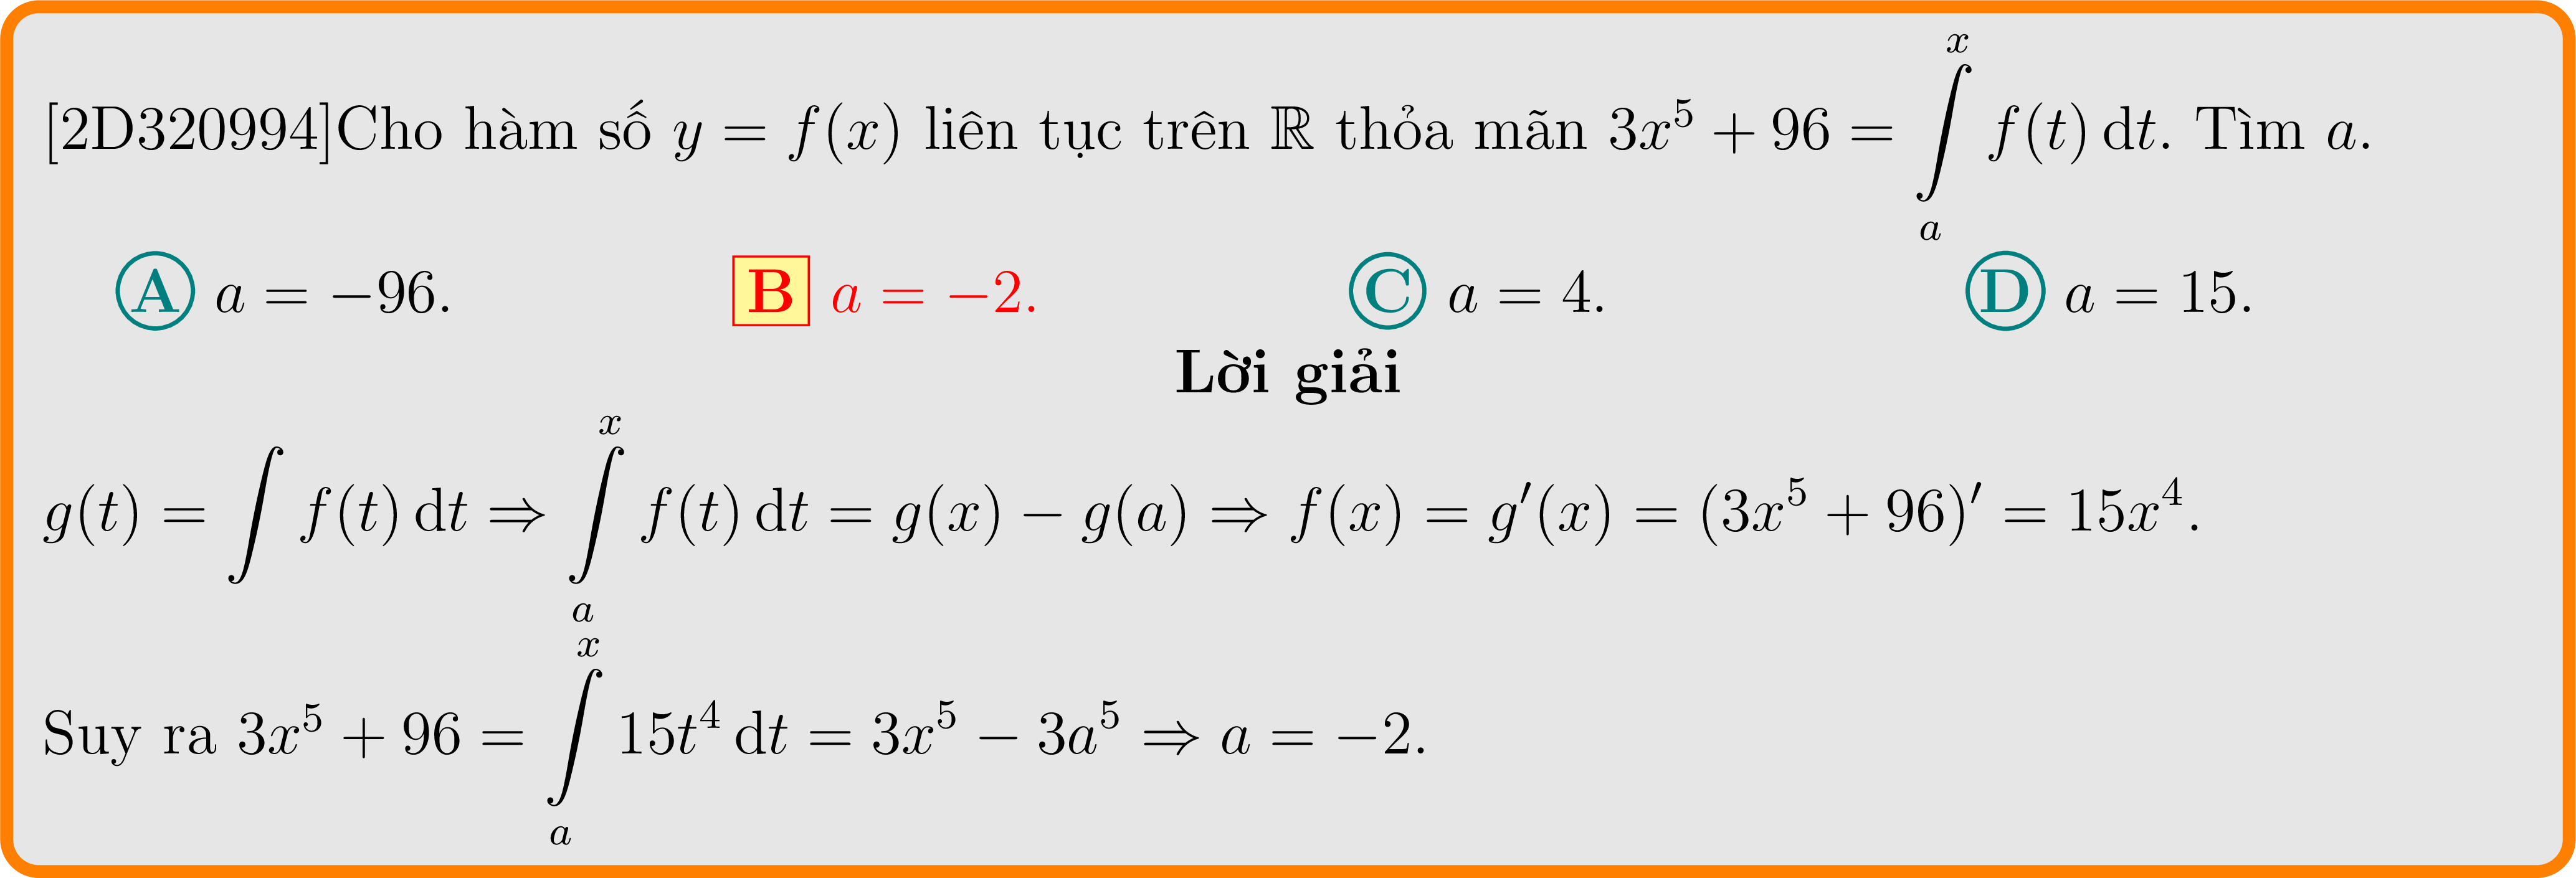 [2D320994]Cho hàm số $y = f(x)$ liên tục trên $\mathbb{R}$ thỏa mãn $3x^5 + 96 = \int\limits_a^x f(t)\,\mathrm{d}t$. Tìm $a$.
A $a = -96.$ B $a = -2.$ C $a = 4.$ D $a = 15.$
Lời giải
$g(t) = \int f(t)\,\mathrm{d}t \Rightarrow \int\limits_a^x f(t)\,\mathrm{d}t = g(x) - g(a) \Rightarrow f(x) = g'(x) = (3x^5 + 96)' = 15x^4.$
Suy ra $3x^5 + 96 = \int\limits_a^x 15t^4\,\mathrm{d}t = 3x^5 - 3a^5 \Rightarrow a = -2.$